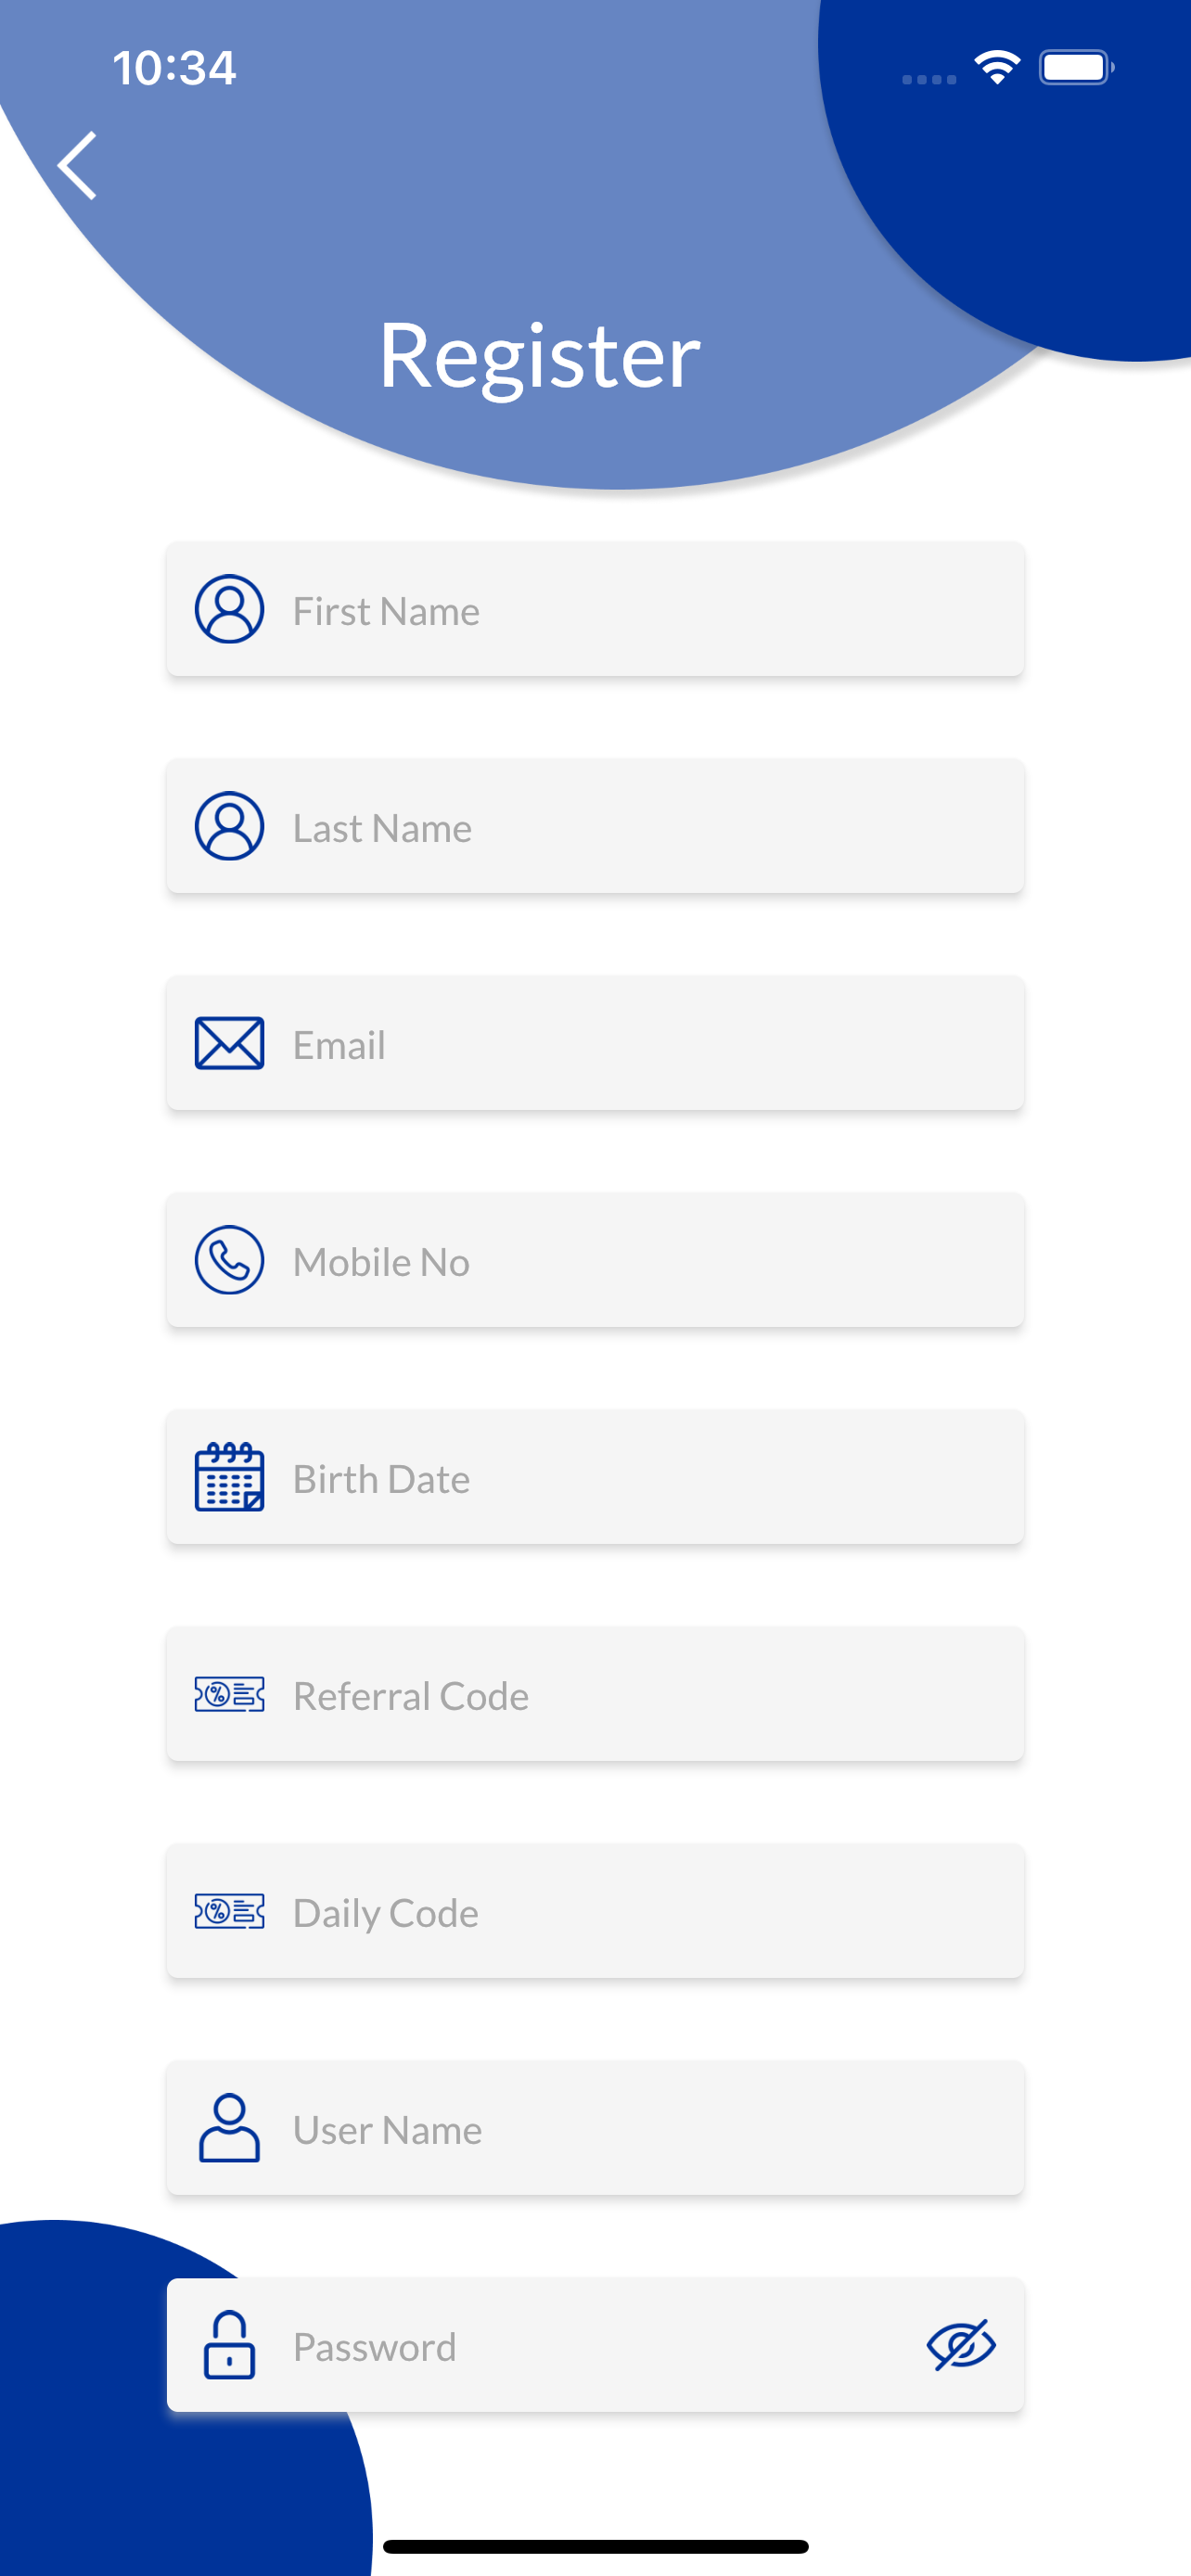 10:34
Register
First Name
Last Name
Email
Mobile No
Birth Date
Referral Code
Daily Code
User Name
Password